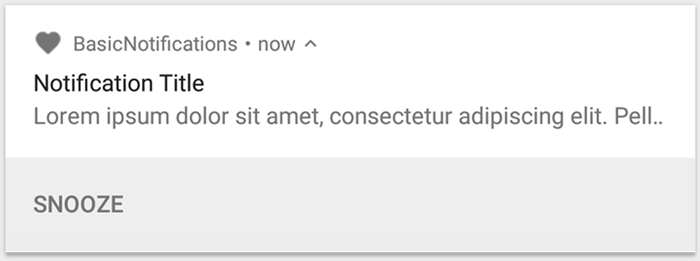 BasicNotifications • now
Notification Title
Lorem ipsum dolor sit amet, consectetur adipiscing elit. Pell..
SNOOZE